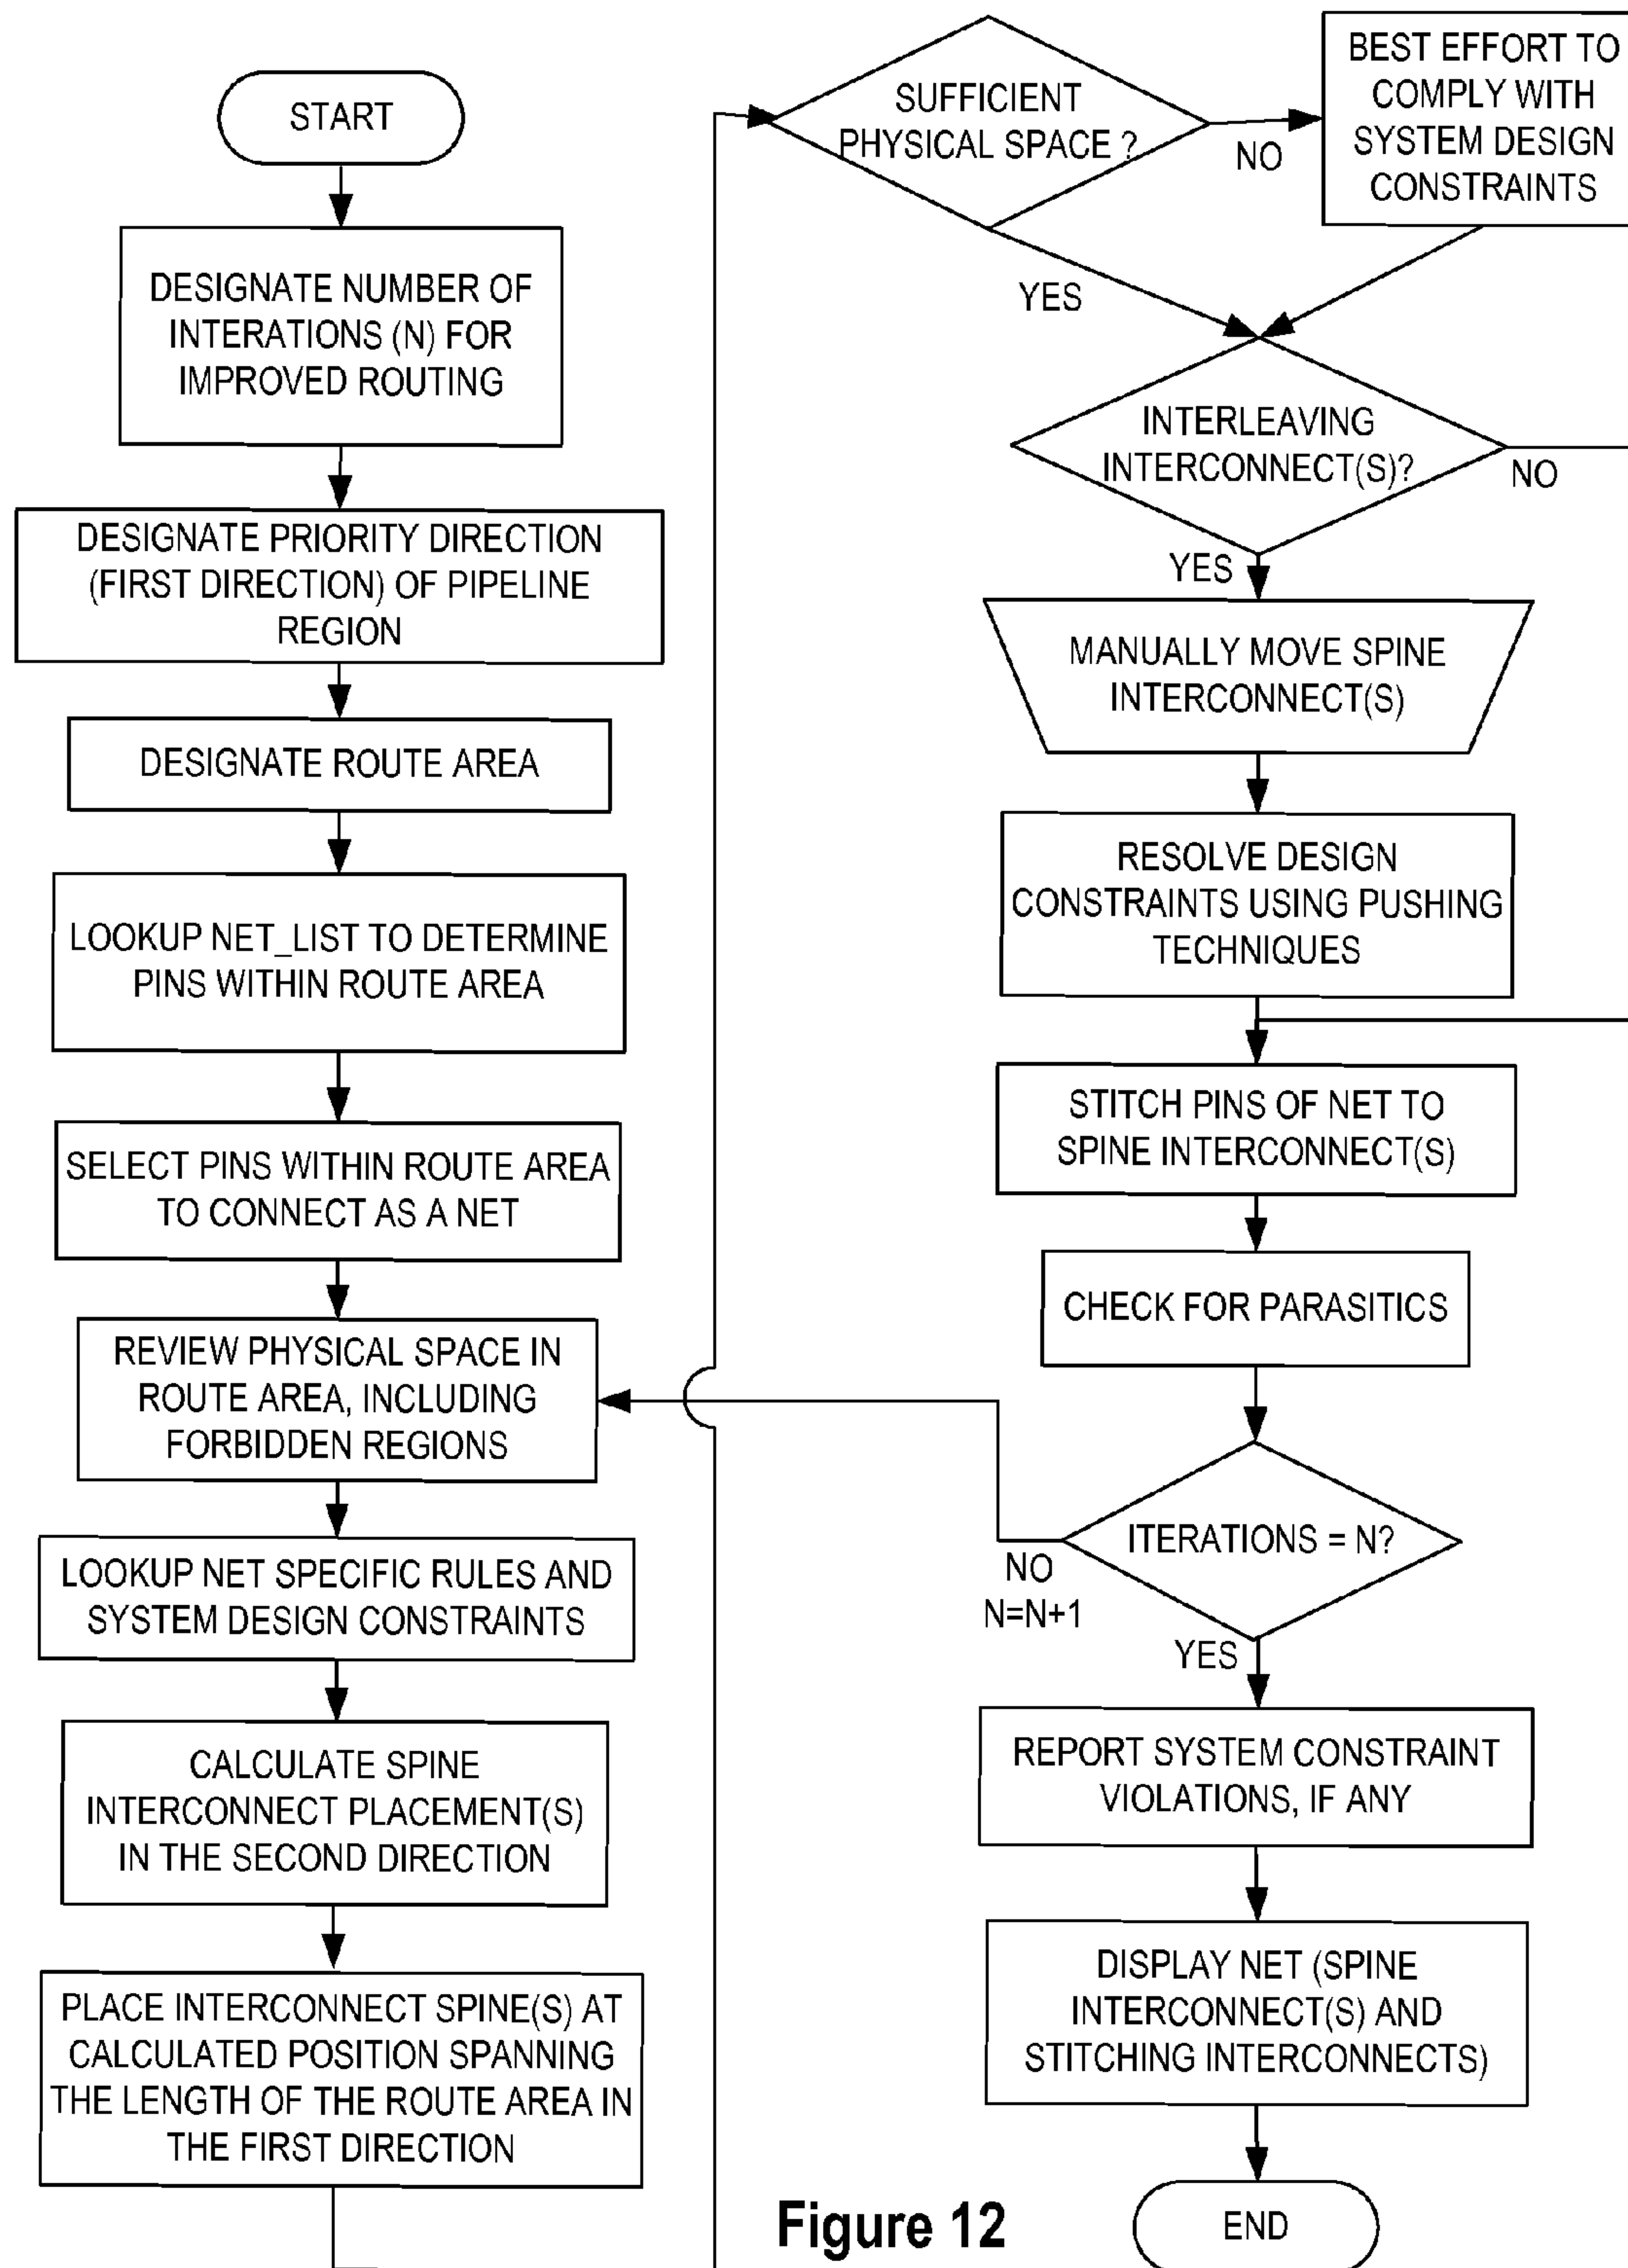 START
DESIGNATE NUMBER OF
INTERATIONS (N) FOR
IMPROVED ROUTING
DESIGNATE PRIORITY DIRECTION
(FIRST DIRECTION) OF PIPELINE
REGION
DESIGNATE ROUTE AREA
LOOKUP NET_LIST TO DETERMINE
PINS WITHIN ROUTE AREA
SELECT PINS WITHIN ROUTE AREA
TO CONNECT AS A NET
REVIEW PHYSICAL SPACE IN
ROUTE AREA, INCLUDING
FORBIDDEN REGIONS
LOOKUP NET SPECIFIC RULES AND
SYSTEM DESIGN CONSTRAINTS
CALCULATE SPINE
INTERCONNECT PLACEMENT(S)
IN THE SECOND DIRECTION
PLACE INTERCONNECT SPINE(S) AT
CALCULATED POSITION SPANNING
THE LENGTH OF THE ROUTE AREA IN
THE FIRST DIRECTION
SUFFICIENT
PHYSICAL SPACE ?
NO
BEST EFFORT TO
COMPLY WITH
SYSTEM DESIGN
CONSTRAINTS
YES
INTERLEAVING
INTERCONNECT(S)?
NO
YES
MANUALLY MOVE SPINE
INTERCONNECT(S)
RESOLVE DESIGN
CONSTRAINTS USING PUSHING
TECHNIQUES
STITCH PINS OF NET TO
SPINE INTERCONNECT(S)
CHECK FOR PARASITICS
ITERATIONS = N?
NO
N=N+1
YES
REPORT SYSTEM CONSTRAINT
VIOLATIONS, IF ANY
DISPLAY NET (SPINE
INTERCONNECT(S) AND
STITCHING INTERCONNECTS)
END
Figure 12